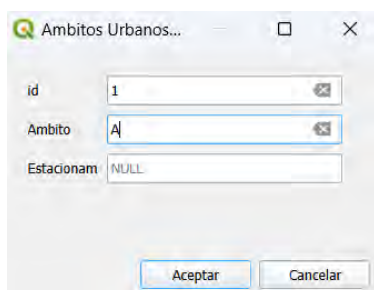 Ambitos Urbanos...
id 1
Ambito A
Estacionam NULL
Aceptar Cancelar